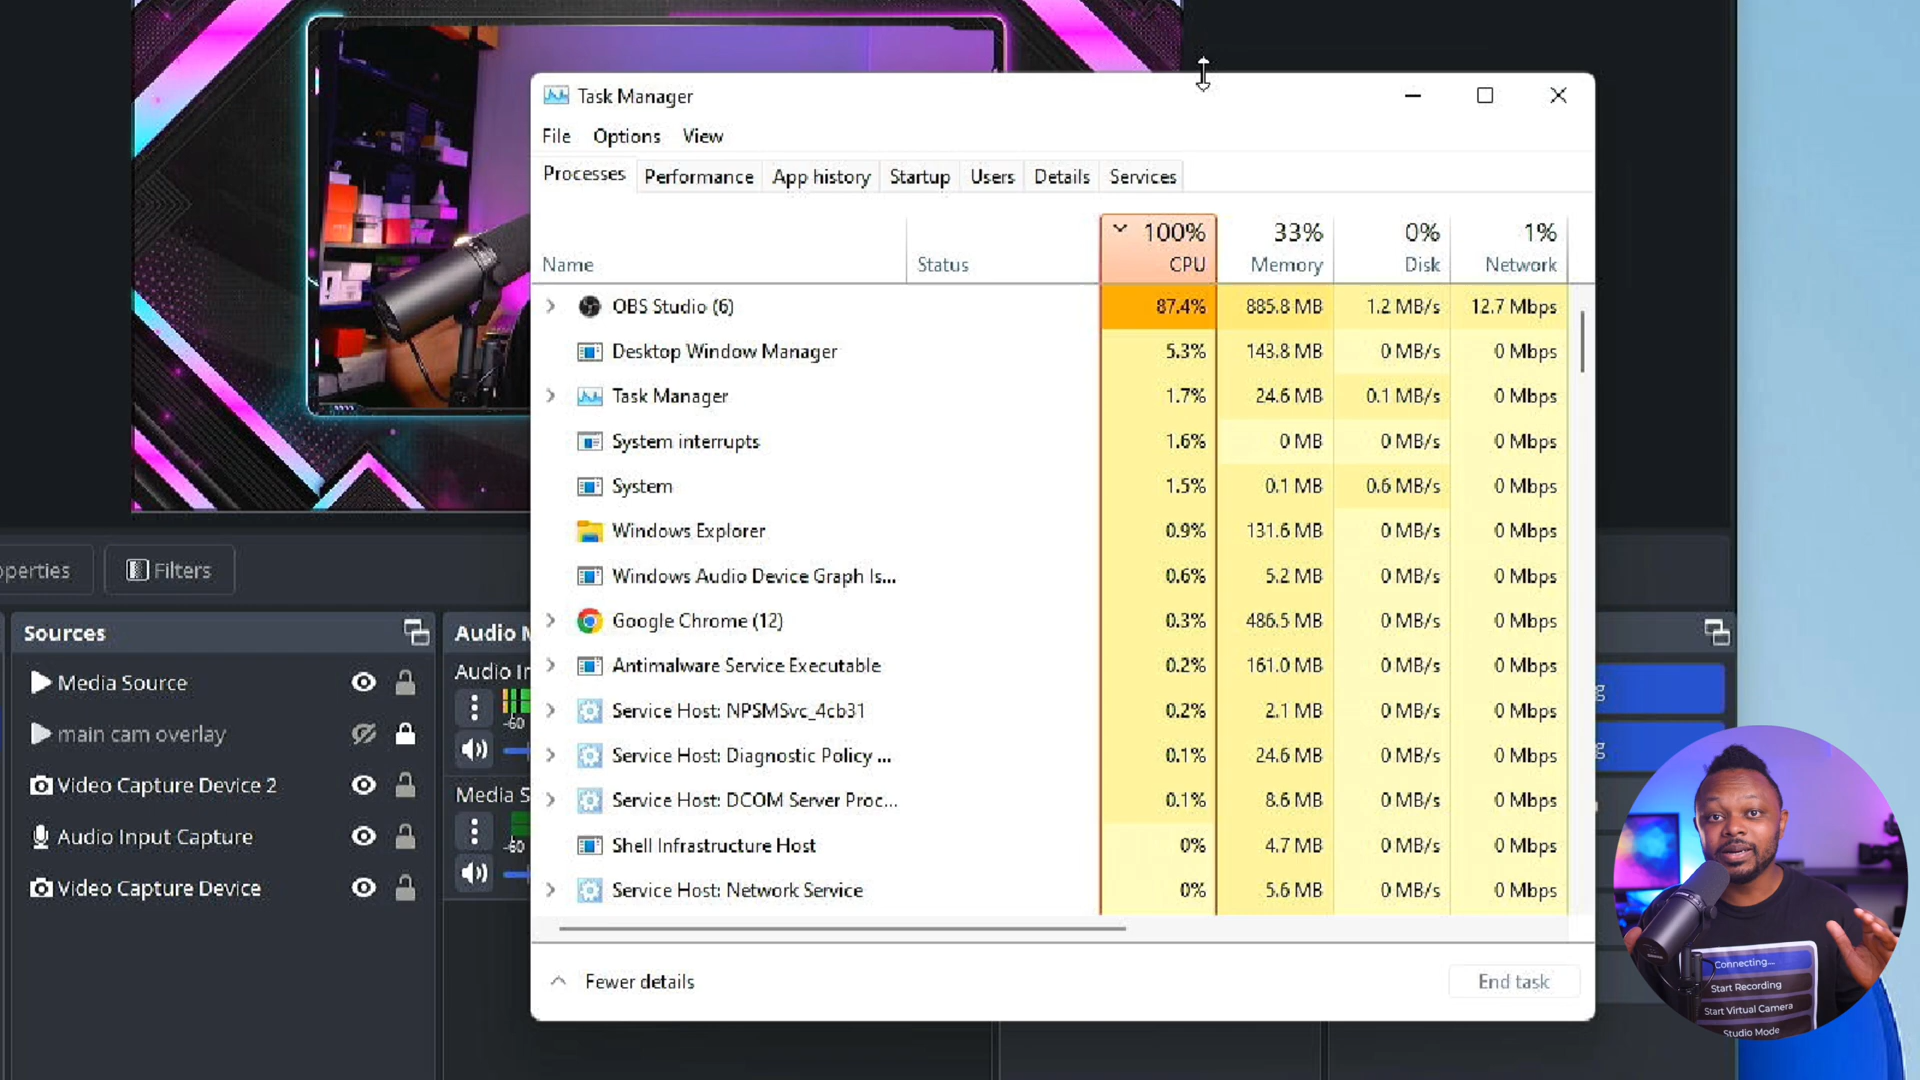 Task Manager
File Options View
Processes Performance App history Startup Users Details Services
100% 33% 0% 1%
Name Status CPU Memory Disk Network
OBS Studio (6) 87.4% 885.8 MB 1.2 MB/s 12.7 Mbps
Desktop Window Manager 5.3% 143.8 MB 0 MB/s 0 Mbps
Task Manager 1.7% 24.6 MB 0.1 MB/s 0 Mbps
System interrupts 1.6% 0 MB 0 MB/s 0 Mbps
System 1.5% 0.1 MB 0.6 MB/s 0 Mbps
Windows Explorer 0.9% 131.6 MB 0 MB/s 0 Mbps
Windows Audio Device Graph Is... 0.6% 5.2 MB 0 MB/s 0 Mbps
Google Chrome (12) 0.3% 486.5 MB 0 MB/s 0 Mbps
Antimalware Service Executable 0.2% 161.0 MB 0 MB/s 0 Mbps
Service Host: NPSMSvc_4cb31 0.2% 2.1 MB 0 MB/s 0 Mbps
Service Host: Diagnostic Policy ... 0.1% 24.6 MB 0 MB/s 0 Mbps
Service Host: DCOM Server Proc... 0.1% 8.6 MB 0 MB/s 0 Mbps
Shell Infrastructure Host 0% 4.7 MB 0 MB/s 0 Mbps
Service Host: Network Service 0% 5.6 MB 0 MB/s 0 Mbps
Fewer details End task
operties Filters
Sources
Media Source
main cam overlay
Video Capture Device 2
Audio Input Capture
Video Capture Device
Audio M
Audio In
-60
Media S
-60
g
g
Connecting...
Start Recording
Start Virtual Camera
Studio Mode